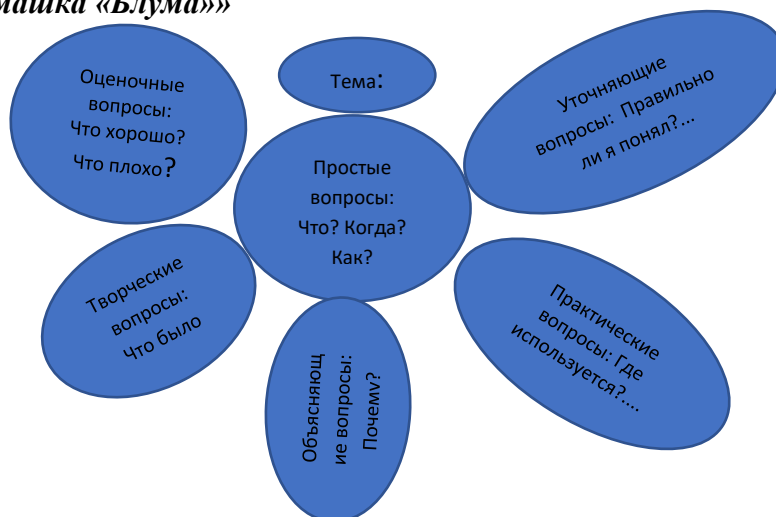 машка «Блума»»
Тема:
Оценочные
вопросы:
Что хорошо?
Что плохо?
Уточняющие
вопросы: Правильно
ли я понял?...
Простые
вопросы:
Что? Когда?
Как?
Творческие
вопросы:
Что было
Практические
вопросы: Где
используется?....
Объясняющ
ие вопросы:
Почему?